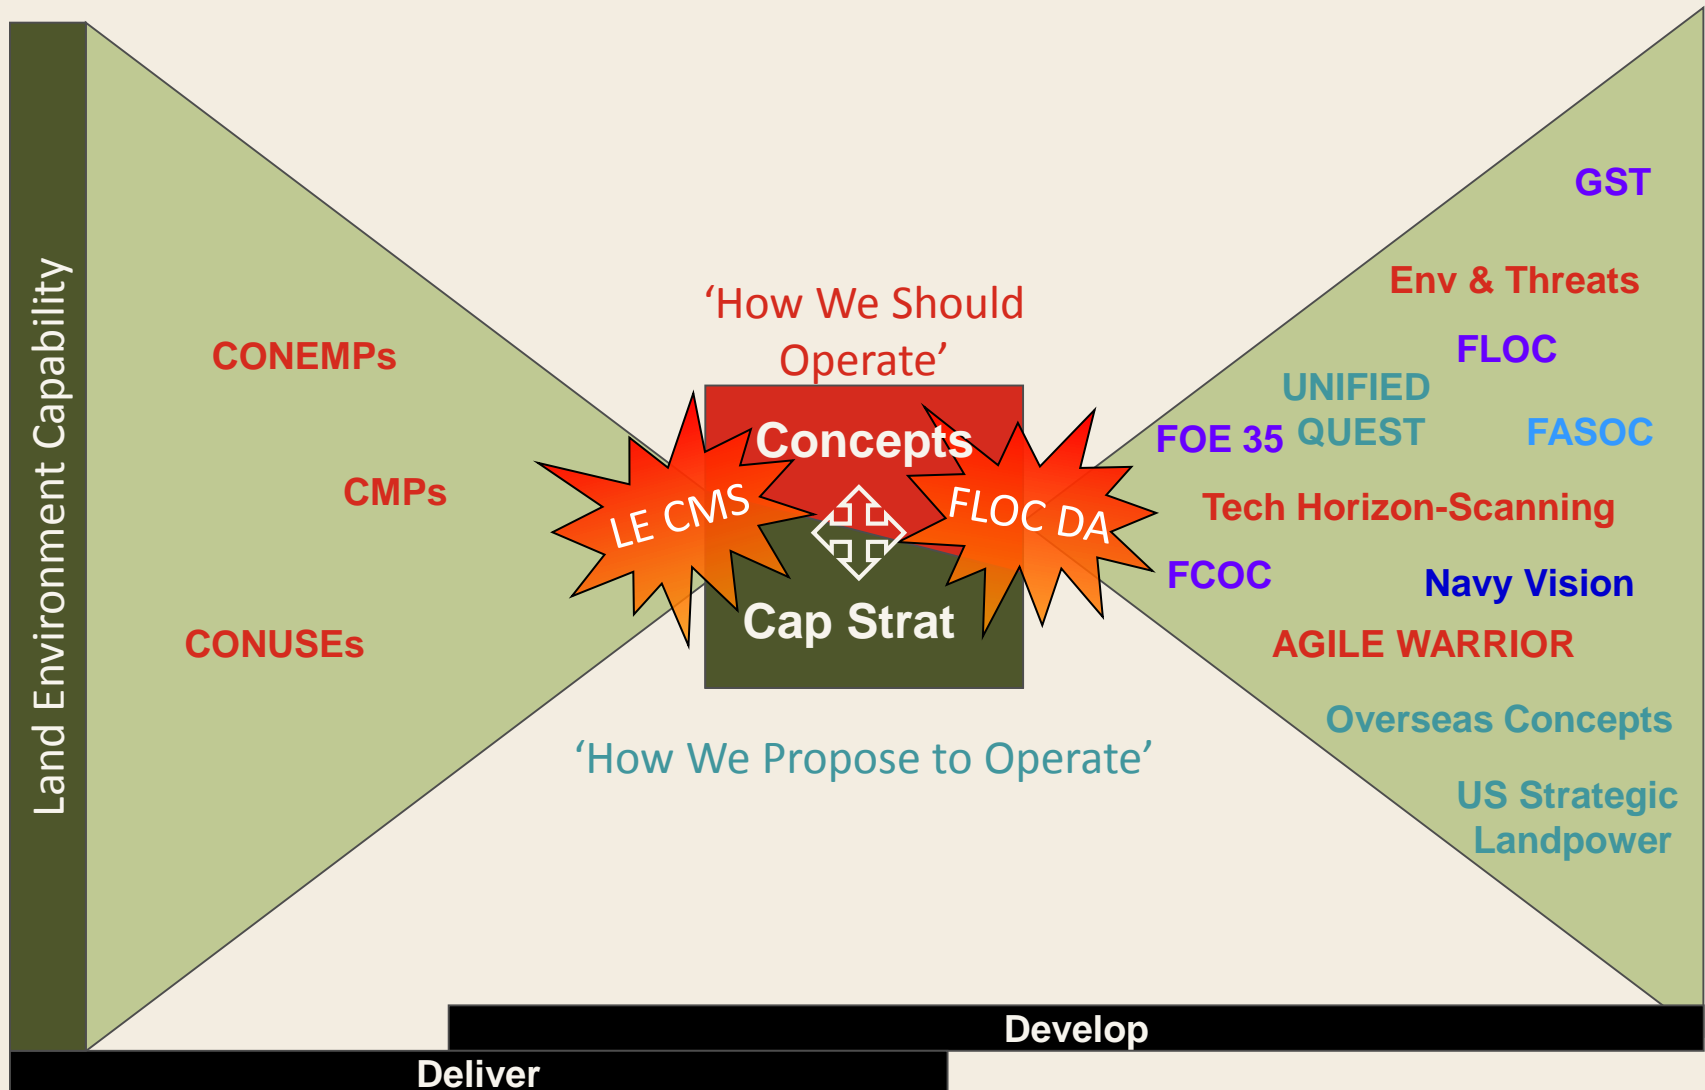 Land Environment Capability
CONEMPs
CMPs
CONUSEs
‘How We Should
Operate’
Concepts
LE CMS
FLOC DA
Cap Strat
‘How We Propose to Operate’
GST
Env & Threats
FLOC
UNIFIED
QUEST
FOE 35
FASOC
Tech Horizon-Scanning
FCOC
Navy Vision
AGILE WARRIOR
Overseas Concepts
US Strategic
Landpower
Develop
Deliver